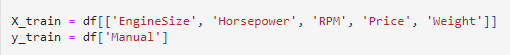 X_train = df[['EngineSize', 'Horsepower', 'RPM', 'Price', 'Weight']]
y_train = df['Manual']